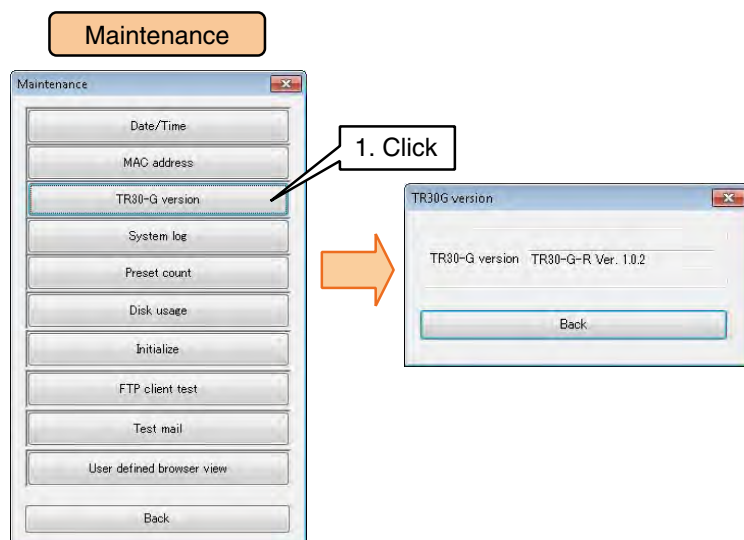 Maintenance
Maintenance
Date/Time
MAC address
TR30-G version
System log
Preset count
Disk usage
Initialize
FTP client test
Test mail
User defined browser view
Back
1. Click
TR30G version
TR30-G version TR30-G-R Ver. 1.0.2
Back